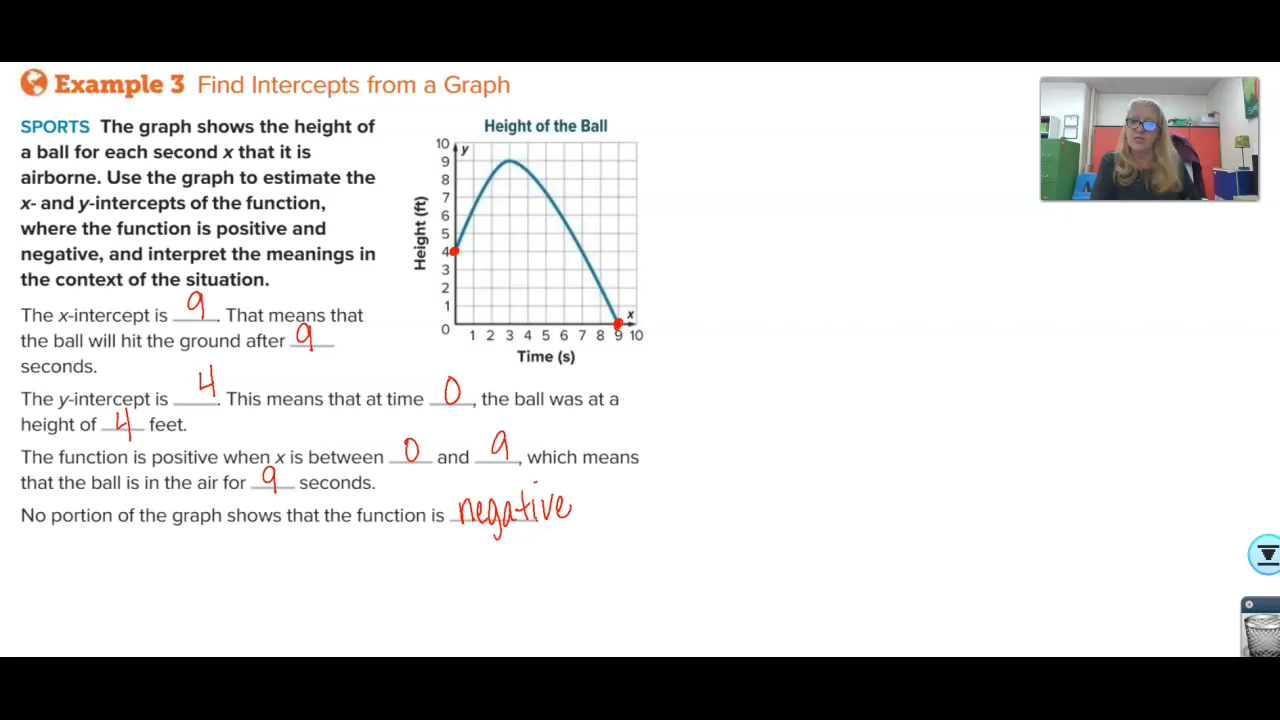 Example 3 Find Intercepts from a Graph
SPORTS The graph shows the height of
a ball for each second x that it is
airborne. Use the graph to estimate the
x- and y-intercepts of the function,
where the function is positive and
negative, and interpret the meanings in
the context of the situation.
The x-intercept is 9. That means that
the ball will hit the ground after 9
seconds.
The y-intercept is 4. This means that at time 0, the ball was at a
height of 4 feet.
The function is positive when x is between 0 and 9, which means
that the ball is in the air for 9 seconds.
No portion of the graph shows that the function is negative
Height of the Ball
Height (ft)
10
9
8
7
6
5
4
3
2
1
0
y
x
1 2 3 4 5 6 7 8 9 10
Time (s)